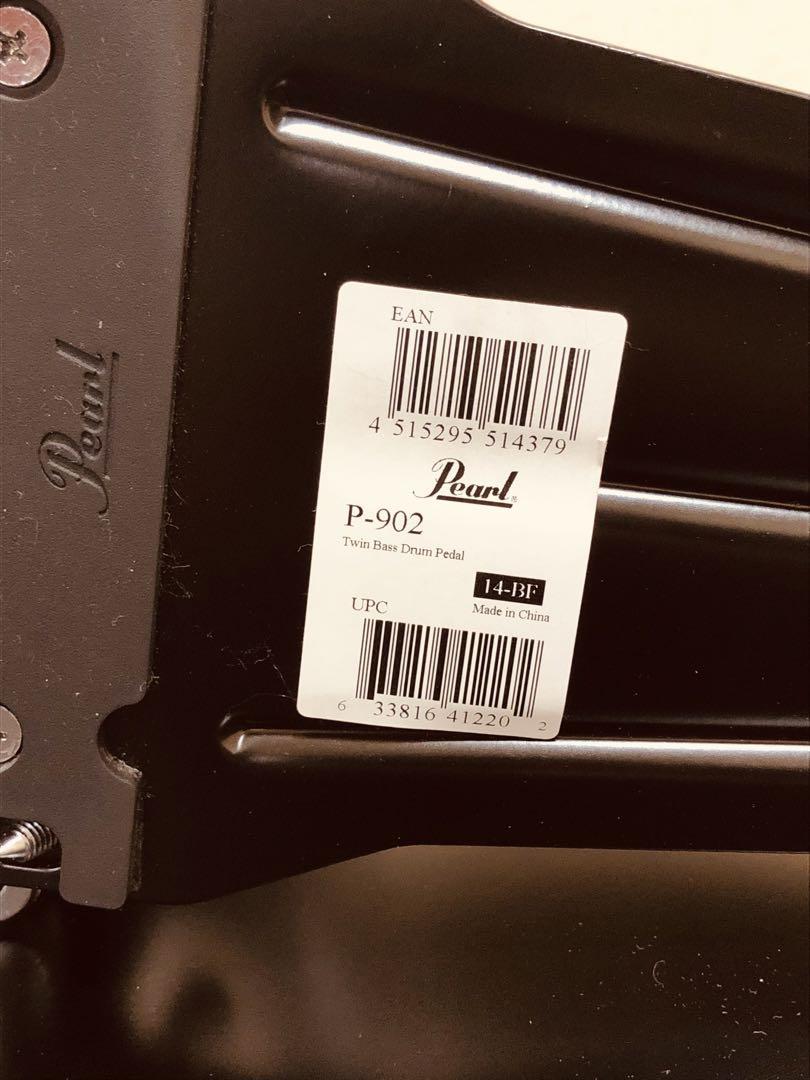 Pearl
EAN
4 515295 514379
Pearl®
P-902
Twin Bass Drum Pedal
14-BF
Made in China
UPC
6 33816 41220 2